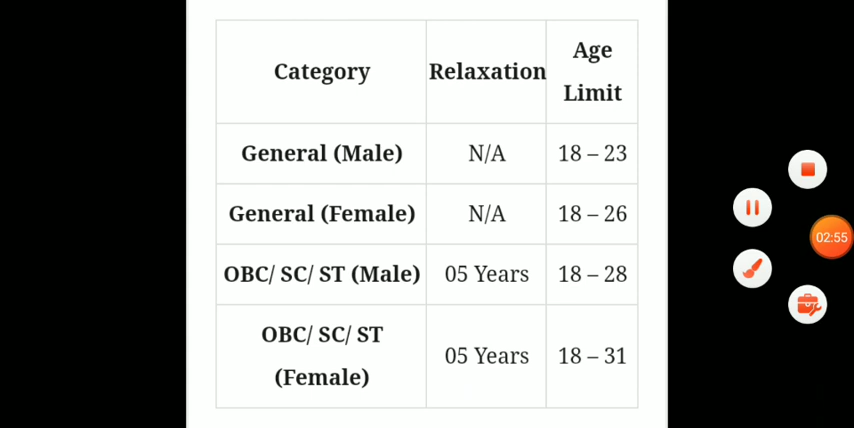 Category Relaxation Age
Limit
General (Male) N/A 18 – 23
General (Female) N/A 18 – 26
OBC/ SC/ ST (Male) 05 Years 18 – 28
OBC/ SC/ ST
(Female) 05 Years 18 – 31
02:55